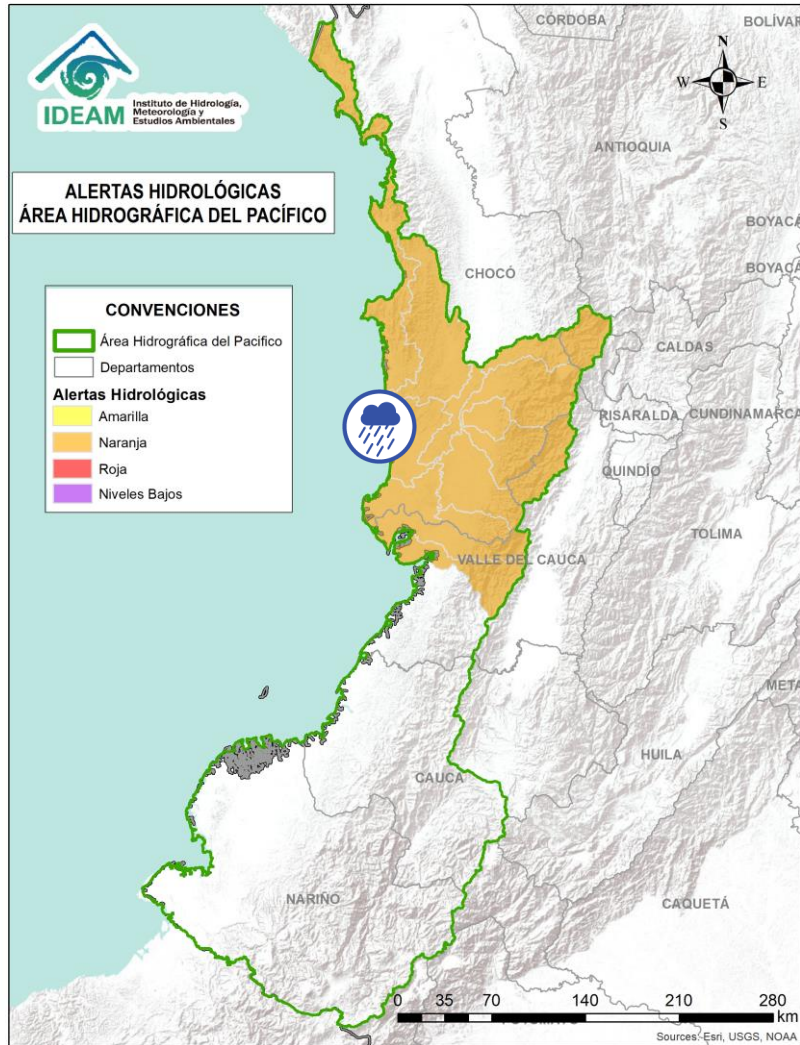 CÓRDOBA
BOLÍVAR
N
W
E
S
IDEAM
Instituto de Hidrología,
Meteorología y
Estudios Ambientales
ANTIOQUIA
ALERTAS HIDROLÓGICAS
ÁREA HIDROGRÁFICA DEL PACÍFICO
BOYACÁ
BOYACÁ
CHOCÓ
CONVENCIONES
Área Hidrográfica del Pacifico
Departamentos
Alertas Hidrológicas
Amarilla
Naranja
Roja
Niveles Bajos
CALDAS
RISARALDA
CUNDINAMARCA
QUINDÍO
TOLIMA
VALLE DEL CAUCA
META
HUILA
CAUCA
NARIÑO
CAQUETÁ
0 35 70 140 210 280
km
Sources: Esri, USGS, NOAA